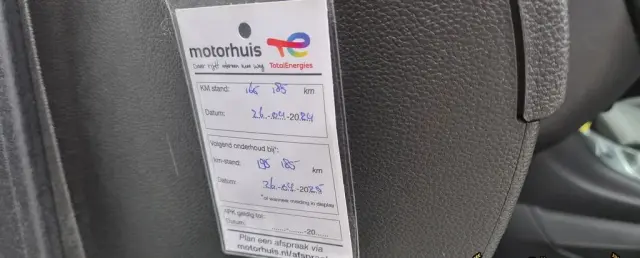 motorhuis
TotalEnergies
KM stand: 166 185 km
Datum: 26-04-2024
Volgend onderhoud bij*:
km-stand: 195 185 km
Datum: 26-04-2025
*of wanneer melding in display
APK geldig tot:
Datum: ......-......-20.....
Plan een afspraak via
motorhuis.nl/afspraak